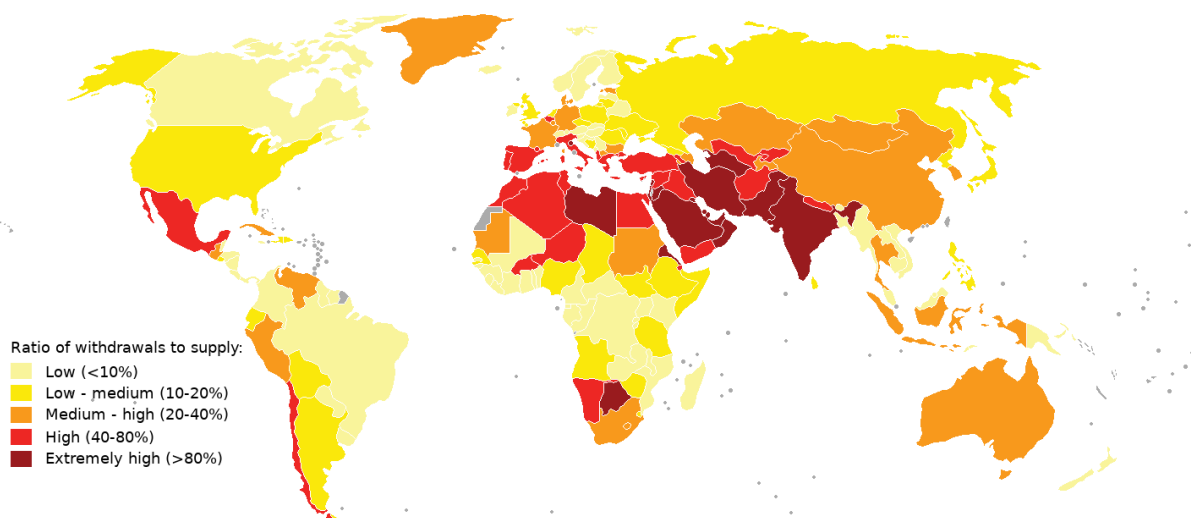 Ratio of withdrawals to supply:
Low (<10%)
Low - medium (10-20%)
Medium - high (20-40%)
High (40-80%)
Extremely high (>80%)